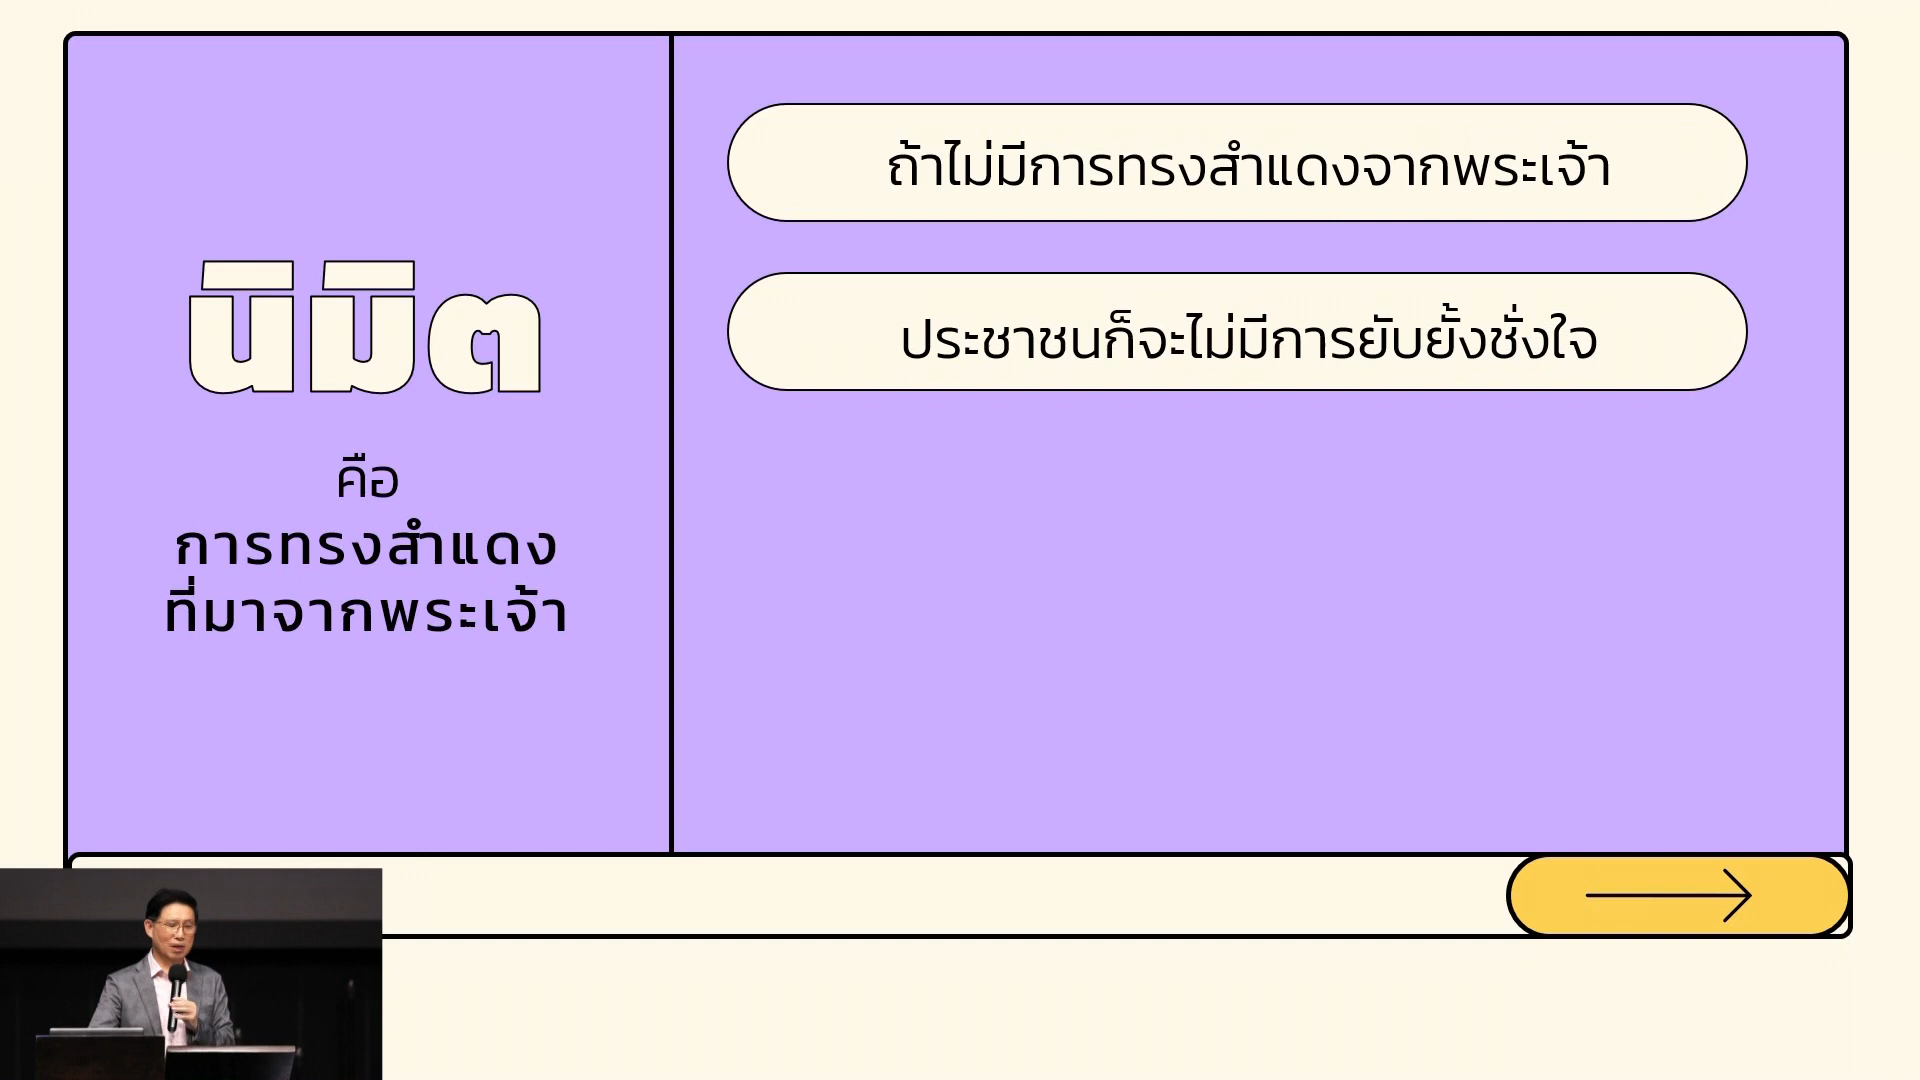 นิมิต
คือ
การทรงสำแดง
ที่มาจากพระเจ้า
ถ้าไม่มีการทรงสำแดงจากพระเจ้า
ประชาชนก็จะไม่มีการยับยั้งชั่งใจ